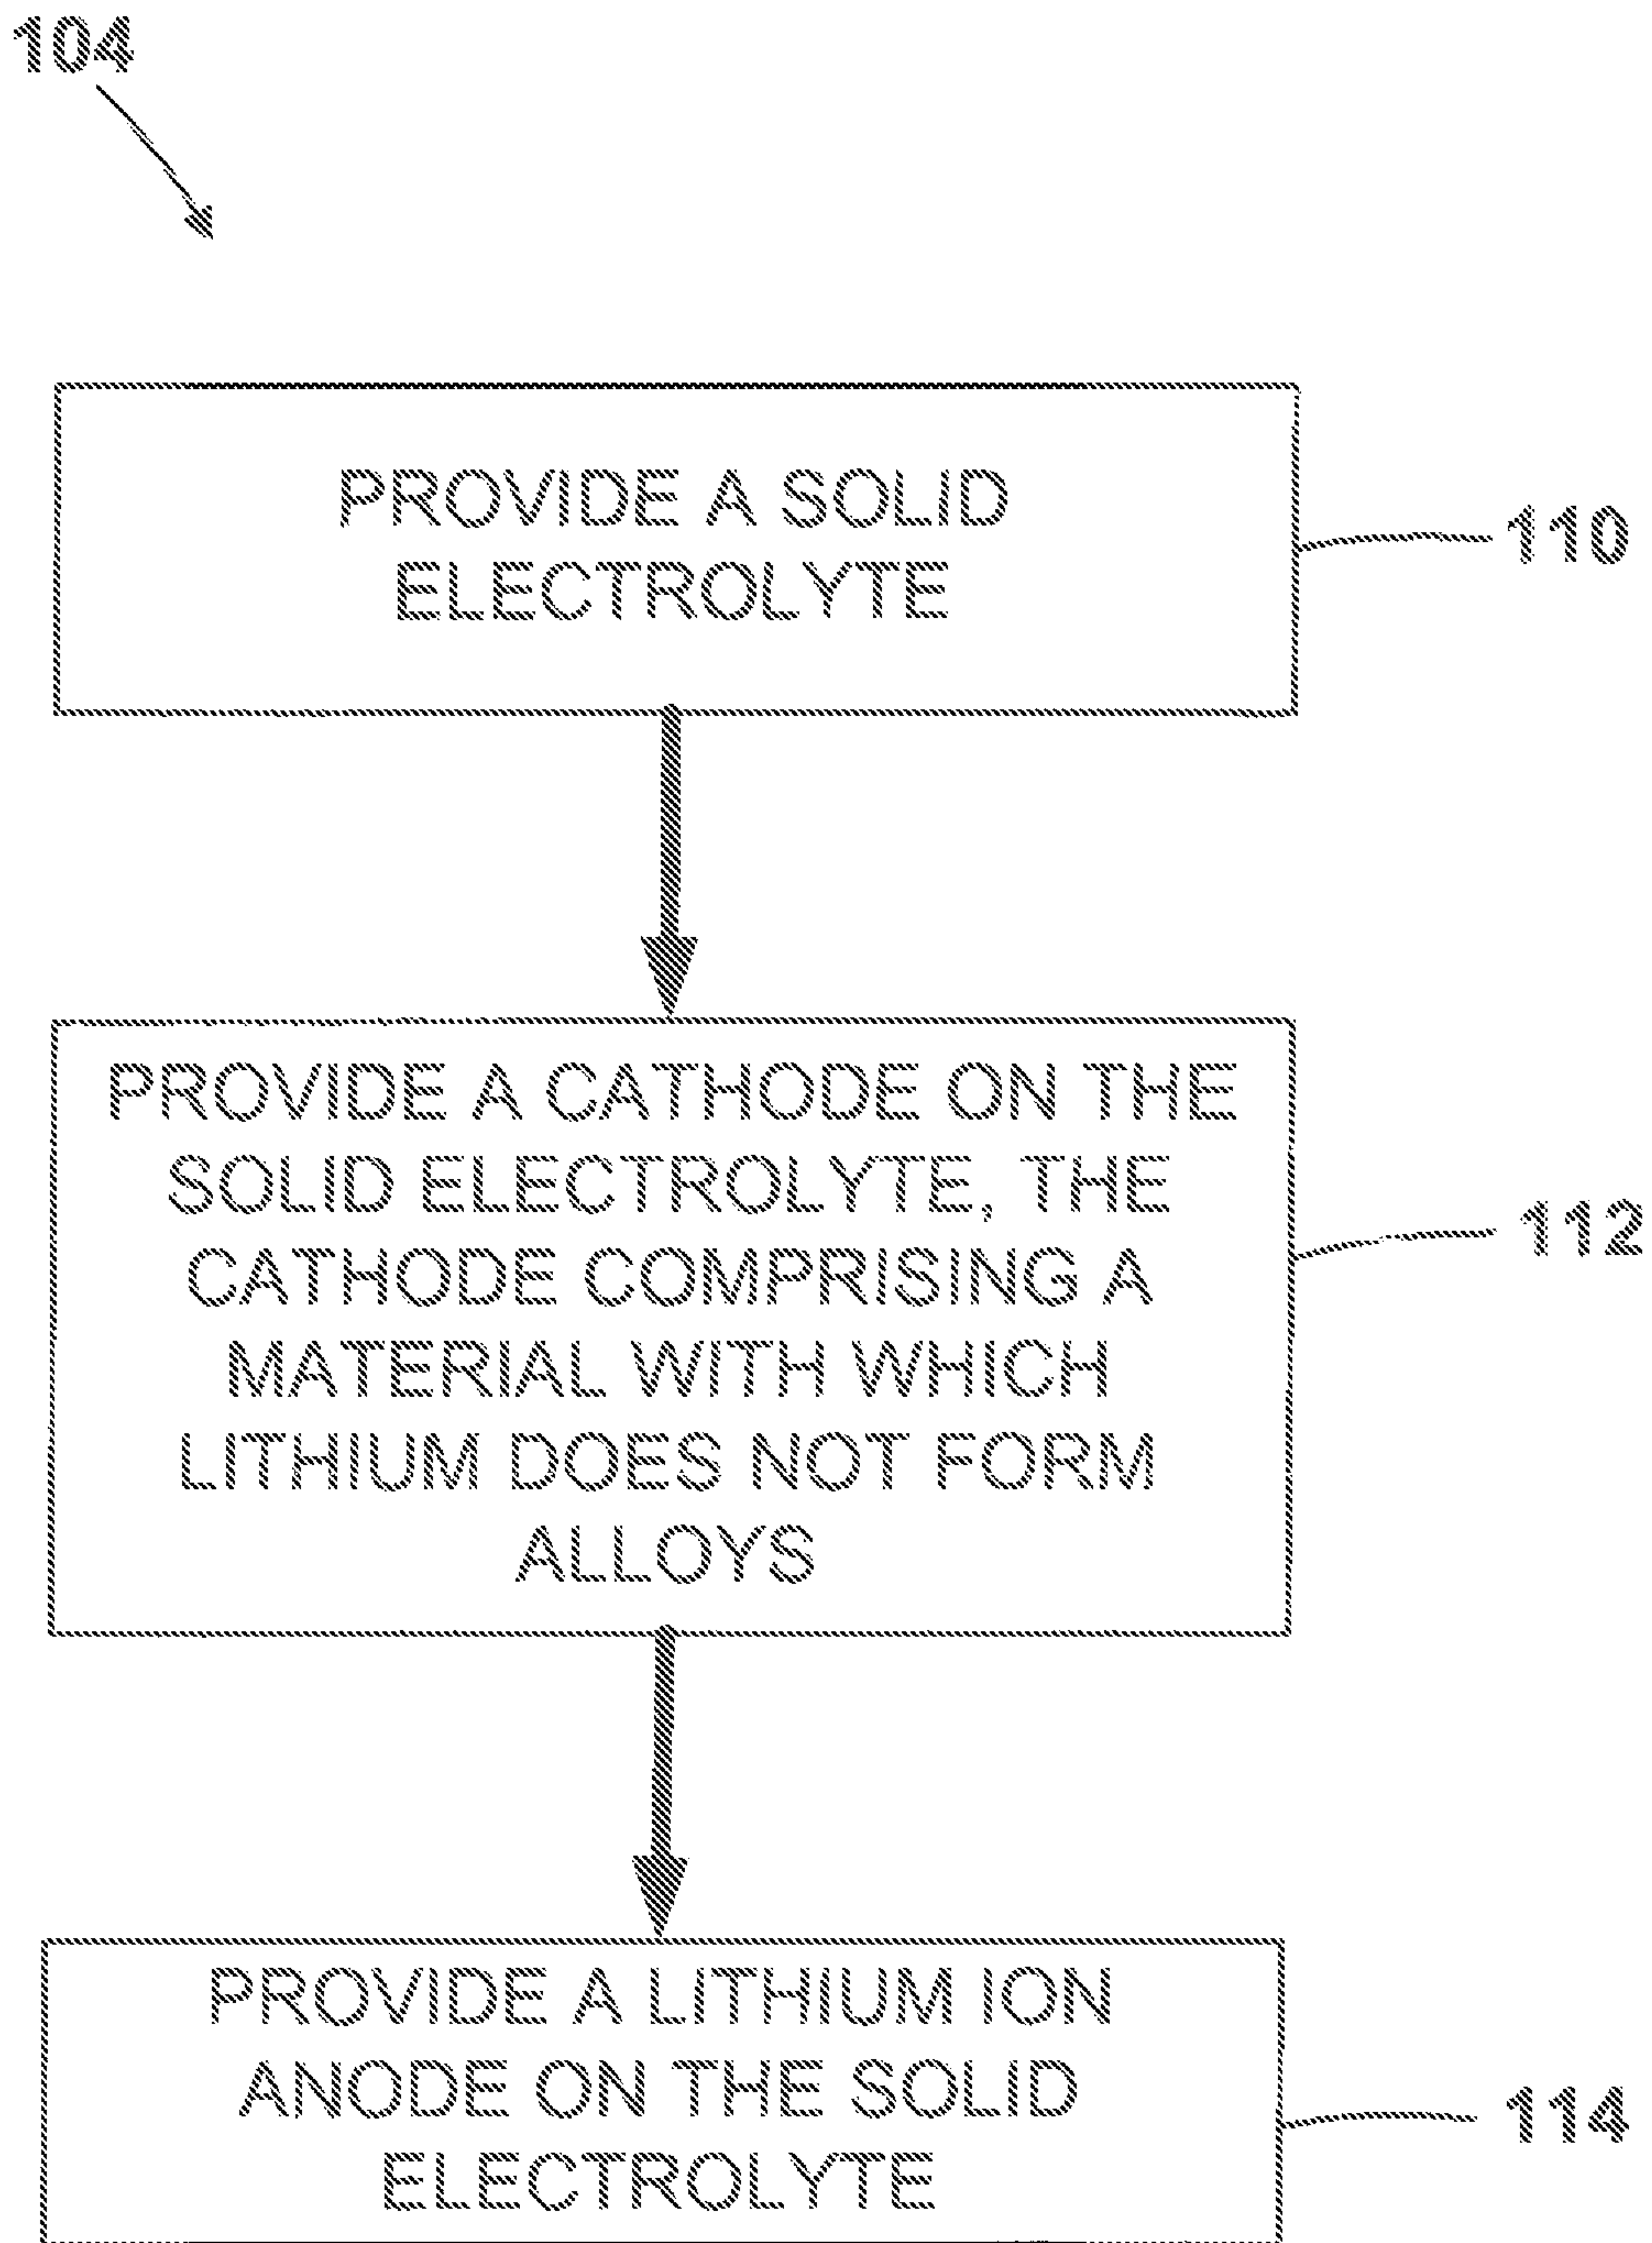 104
PROVIDE A SOLID
ELECTROLYTE
110
PROVIDE A CATHODE ON THE
SOLID ELECTROLYTE, THE
CATHODE COMPRISING A
MATERIAL WITH WHICH
LITHIUM DOES NOT FORM
ALLOYS
112
PROVIDE A LITHIUM ION
ANODE ON THE SOLID
ELECTROLYTE
114